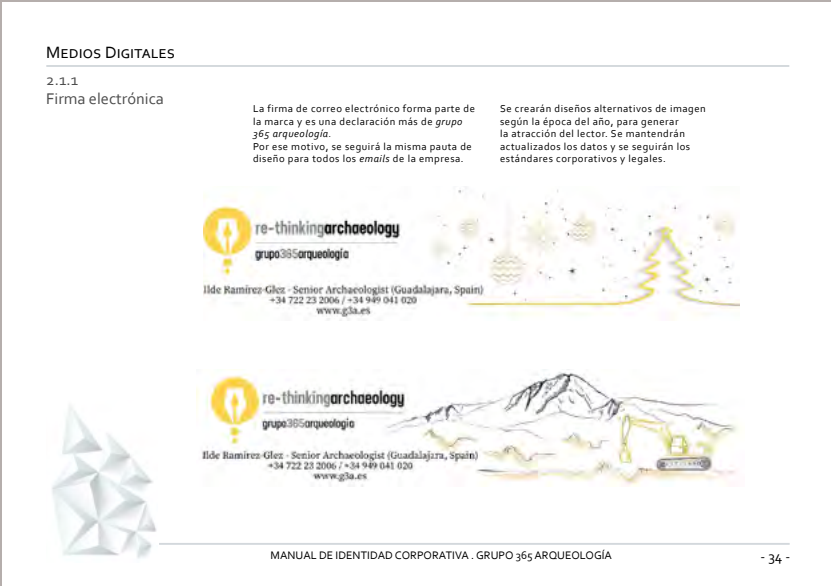 Medios Digitales
2.1.1
Firma electrónica
La firma de correo electrónico forma parte de
la marca y es una declaración más de grupo
365 arqueología.
Por ese motivo, se seguirá la misma pauta de
diseño para todos los emails de la empresa.
Se crearán diseños alternativos de imagen
según la época del año, para generar
la atracción del lector. Se mantendrán
actualizados los datos y se seguirán los
estándares corporativos y legales.
re-thinkingarchaeology
grupo365arqueología
Ilde Ramírez-Glez - Senior Archaeologist (Guadalajara, Spain)
+34 722 23 2006 / +34 949 041 020
www.g3a.es
re-thinkingarchaeology
grupo365arqueología
Ilde Ramírez-Glez - Senior Archaeologist (Guadalajara, Spain)
+34 722 23 2006 / +34 949 041 020
www.g3a.es
MANUAL DE IDENTIDAD CORPORATIVA . GRUPO 365 ARQUEOLOGÍA
- 34 -